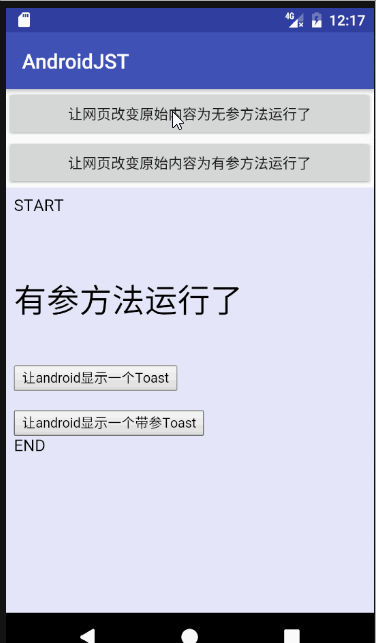 4G 12:17
AndroidJST
让网页改变原始内容为无参方法运行了
让网页改变原始内容为有参方法运行了
START
有参方法运行了
让android显示一个Toast
让android显示一个带参Toast
END